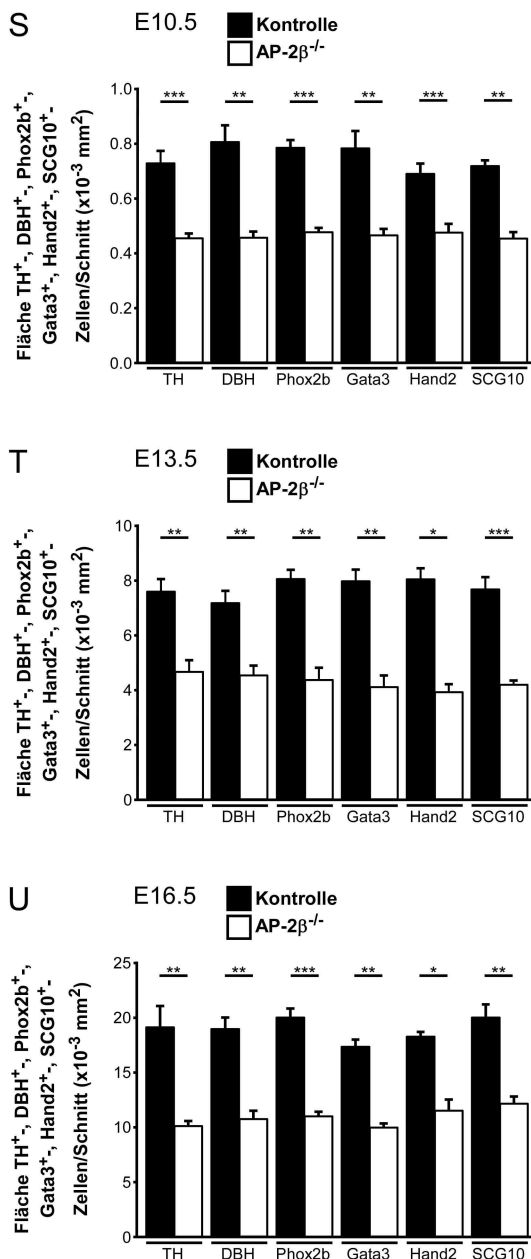 S
E10.5
Kontrolle
AP-2β⁻/⁻
Fläche TH⁺-, DBH⁺-, Phox2b⁺-,
Gata3⁺-, Hand2⁺-, SCG10⁺-
Zellen/Schnitt (x10⁻³ mm²)
1.0
0.8
0.6
0.4
0.2
0.0
*** ** *** ** *** **
TH DBH Phox2b Gata3 Hand2 SCG10
T
E13.5
Kontrolle
AP-2β⁻/⁻
Fläche TH⁺-, DBH⁺-, Phox2b⁺-,
Gata3⁺-, Hand2⁺-, SCG10⁺-
Zellen/Schnitt (x10⁻³ mm²)
10
8
6
4
2
0
** ** ** ** * ***
TH DBH Phox2b Gata3 Hand2 SCG10
U
E16.5
Kontrolle
AP-2β⁻/⁻
Fläche TH⁺-, DBH⁺-, Phox2b⁺-,
Gata3⁺-, Hand2⁺-, SCG10⁺-
Zellen/Schnitt (x10⁻³ mm²)
25
20
15
10
5
0
** ** *** ** * **
TH DBH Phox2b Gata3 Hand2 SCG10